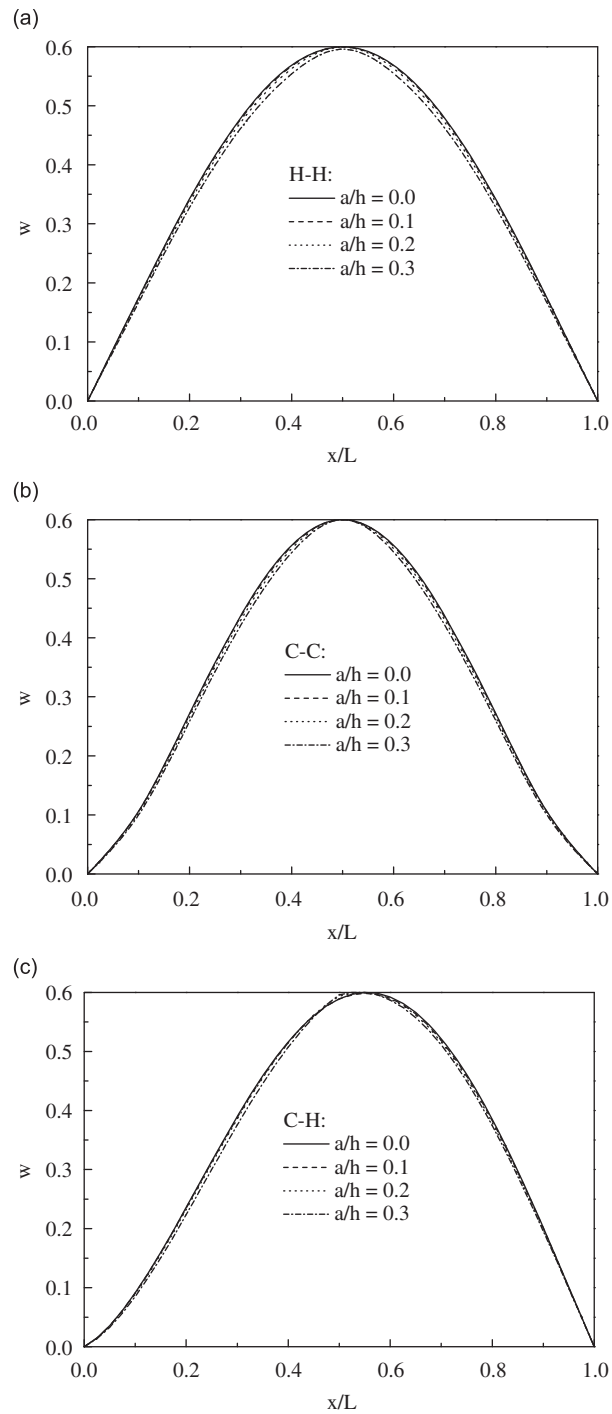 (a)
0.6
0.5
0.4
0.3
0.2
0.1
0.0
w
H-H:
a/h = 0.0
a/h = 0.1
a/h = 0.2
a/h = 0.3
0.0 0.2 0.4 0.6 0.8 1.0
x/L
(b)
0.6
0.5
0.4
0.3
0.2
0.1
0.0
w
C-C:
a/h = 0.0
a/h = 0.1
a/h = 0.2
a/h = 0.3
0.0 0.2 0.4 0.6 0.8 1.0
x/L
(c)
0.6
0.5
0.4
0.3
0.2
0.1
0.0
w
C-H:
a/h = 0.0
a/h = 0.1
a/h = 0.2
a/h = 0.3
0.0 0.2 0.4 0.6 0.8 1.0
x/L